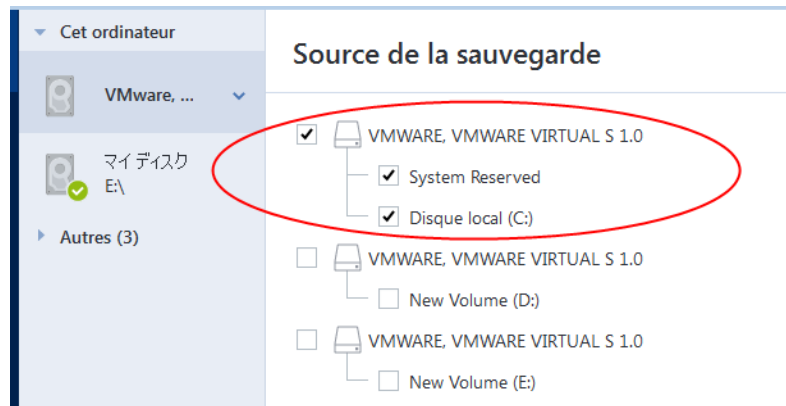 Cet ordinateur
VMware, ...
マイ ディスク
E:\
Autres (3)
Source de la sauvegarde
VMWARE, VMWARE VIRTUAL S 1.0
System Reserved
Disque local (C:)
VMWARE, VMWARE VIRTUAL S 1.0
New Volume (D:)
VMWARE, VMWARE VIRTUAL S 1.0
New Volume (E:)